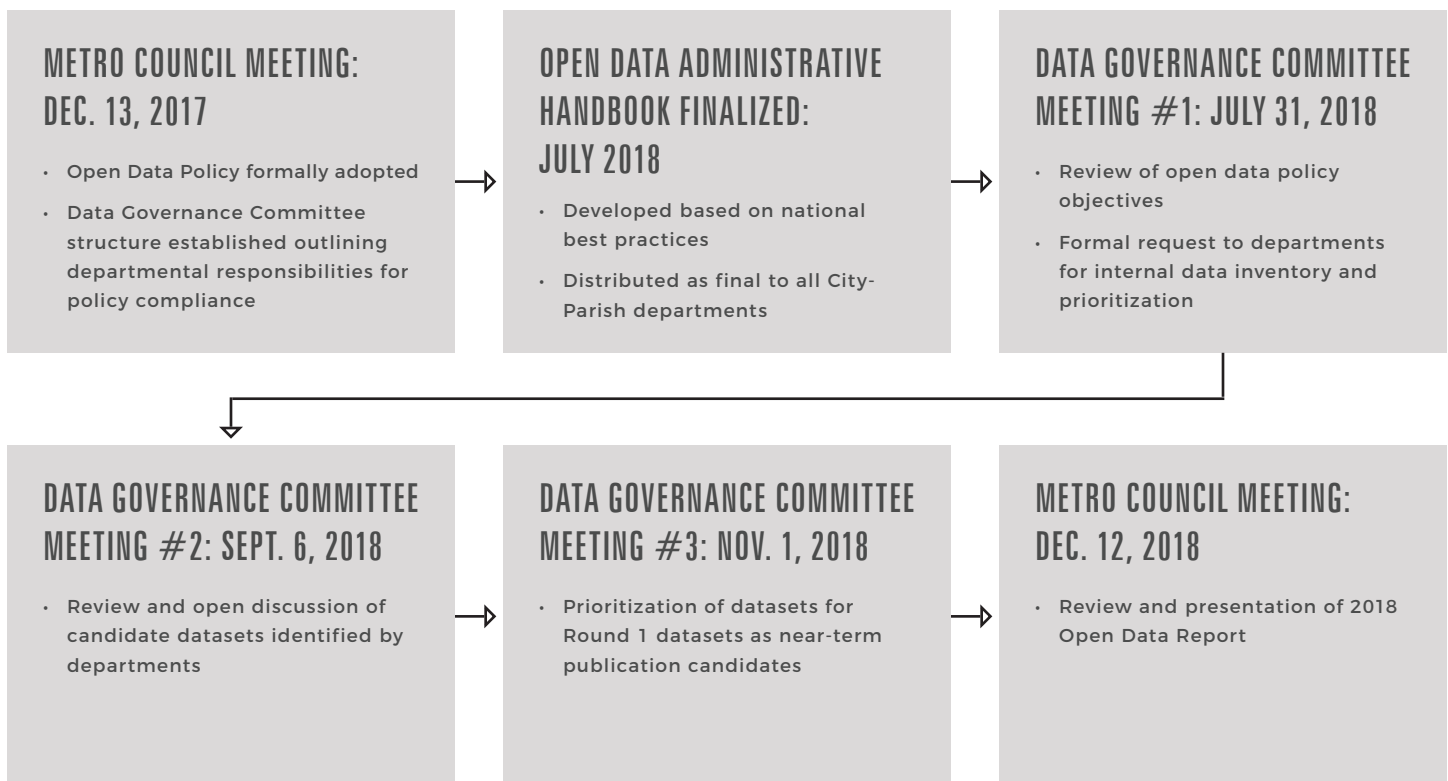 METRO COUNCIL MEETING:
DEC. 13, 2017
• Open Data Policy formally adopted
• Data Governance Committee
structure established outlining
departmental responsibilities for
policy compliance
OPEN DATA ADMINISTRATIVE
HANDBOOK FINALIZED:
JULY 2018
• Developed based on national
best practices
• Distributed as final to all City-
Parish departments
DATA GOVERNANCE COMMITTEE
MEETING #1: JULY 31, 2018
• Review of open data policy
objectives
• Formal request to departments
for internal data inventory and
prioritization
DATA GOVERNANCE COMMITTEE
MEETING #2: SEPT. 6, 2018
• Review and open discussion of
candidate datasets identified by
departments
DATA GOVERNANCE COMMITTEE
MEETING #3: NOV. 1, 2018
• Prioritization of datasets for
Round 1 datasets as near-term
publication candidates
METRO COUNCIL MEETING:
DEC. 12, 2018
• Review and presentation of 2018
Open Data Report